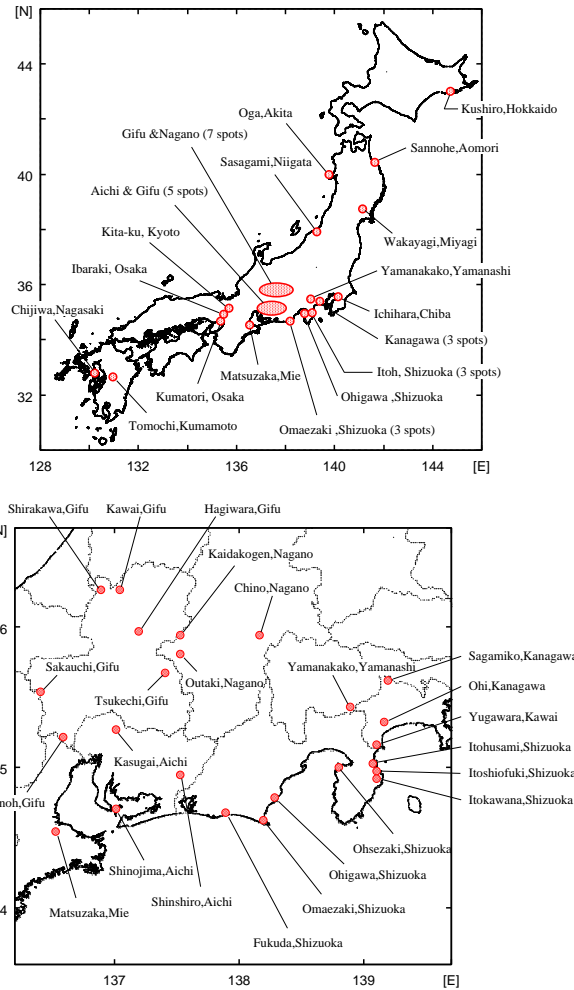 [N]
44
Kushiro,Hokkaido
Oga,Akita
Gifu &Nagano (7 spots)
Sannohe,Aomori
Sasagami,Niigata
40
Aichi & Gifu (5 spots)
Kita-ku, Kyoto
Wakayagi,Miyagi
Ibaraki, Osaka
Yamanakako,Yamanashi
36
Chijiwa,Nagasaki
Ichihara,Chiba
Kanagawa (3 spots)
Matsuzaka,Mie
Itoh, Shizuoka (3 spots)
Kumatori, Osaka
Ohigawa ,Shizuoka
32
Tomochi,Kumamoto
Omaezaki ,Shizuoka (3 spots)
128
132
136
140
144
[E]
Shirakawa,Gifu
Kawai,Gifu
Hagiwara,Gifu
N]
Kaidakogen,Nagano
Chino,Nagano
6
Sakauchi,Gifu
Outaki,Nagano
Yamanakako,Yamanashi
Sagamiko,Kanagawa
Tsukechi,Gifu
Ohi,Kanagawa
Yugawara,Kawai
Kasugai,Aichi
Itohusami,Shizuoka
5
Itoshiofuki,Shizuoka
noh,Gifu
Itokawana,Shizuoka
Ohsezaki,Shizuoka
Shinojima,Aichi
Ohigawa,Shizuoka
Shinshiro,Aichi
4
Matsuzaka,Mie
Omaezaki,Shizuoka
Fukuda,Shizuoka
137
138
139
[E]